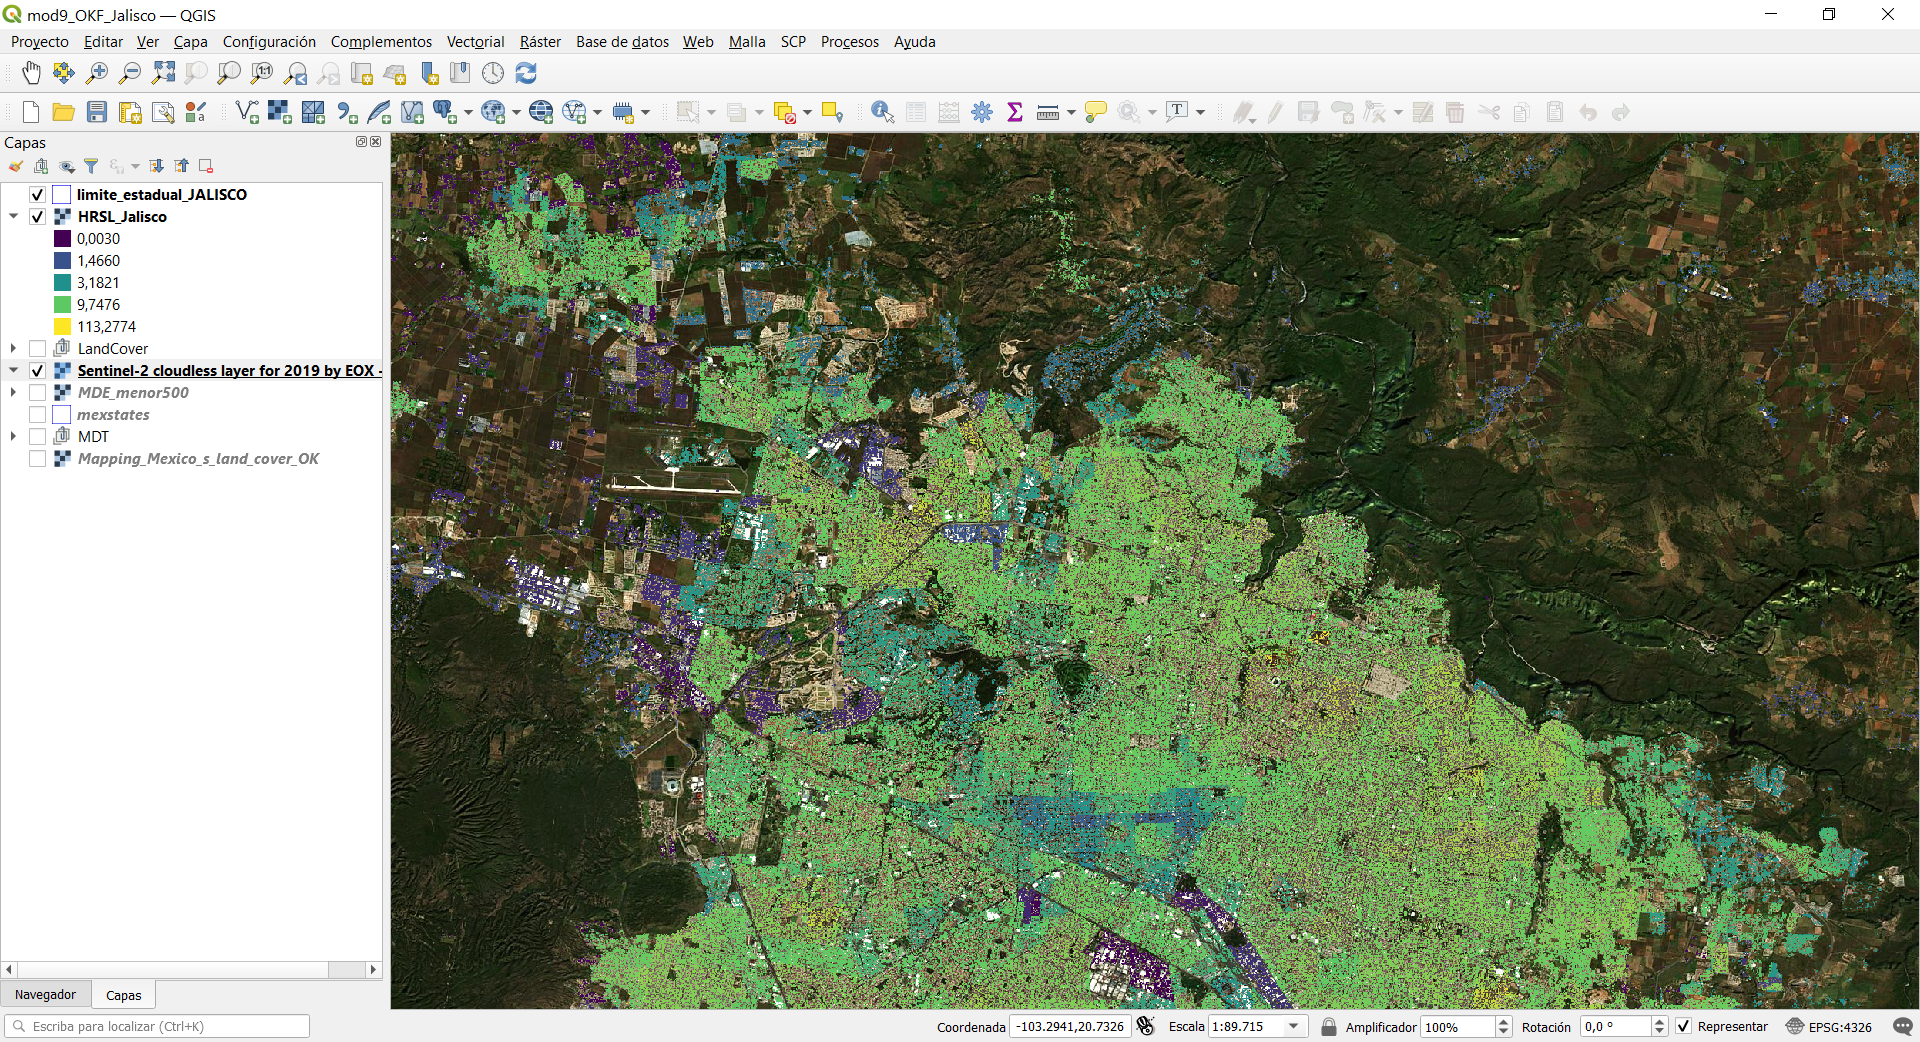 mod9_OKF_Jalisco — QGIS
Proyecto Editar Ver Capa Configuración Complementos Vectorial Ráster Base de datos Web Malla SCP Procesos Ayuda
1:1
a
T
Capas
limite_estadual_JALISCO
HRSL_Jalisco
0,0030
1,4660
3,1821
9,7476
113,2774
LandCover
Sentinel-2 cloudless layer for 2019 by EOX -
MDE_menor500
mexstates
MDT
Mapping_Mexico_s_land_cover_OK
Navegador Capas
Escriba para localizar (Ctrl+K)
Coordenada -103.2941,20.7326 Escala 1:89.715 Amplificador 100% Rotación 0,0 ° Representar EPSG:4326